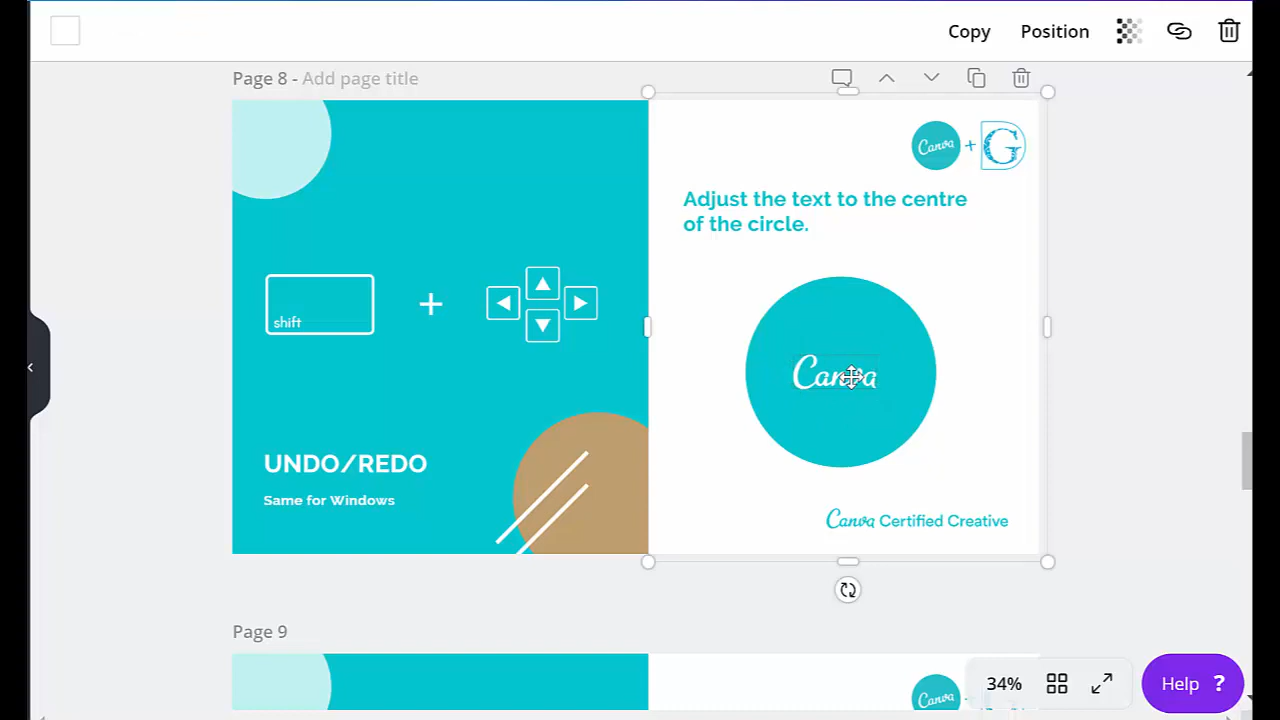 Copy Position
Page 8 - Add page title
Canva + G
Adjust the text to the centre
of the circle.
shift
+
Canva
UNDO/REDO
Same for Windows
Canva Certified Creative
Page 9
Canva
34%
Help ?